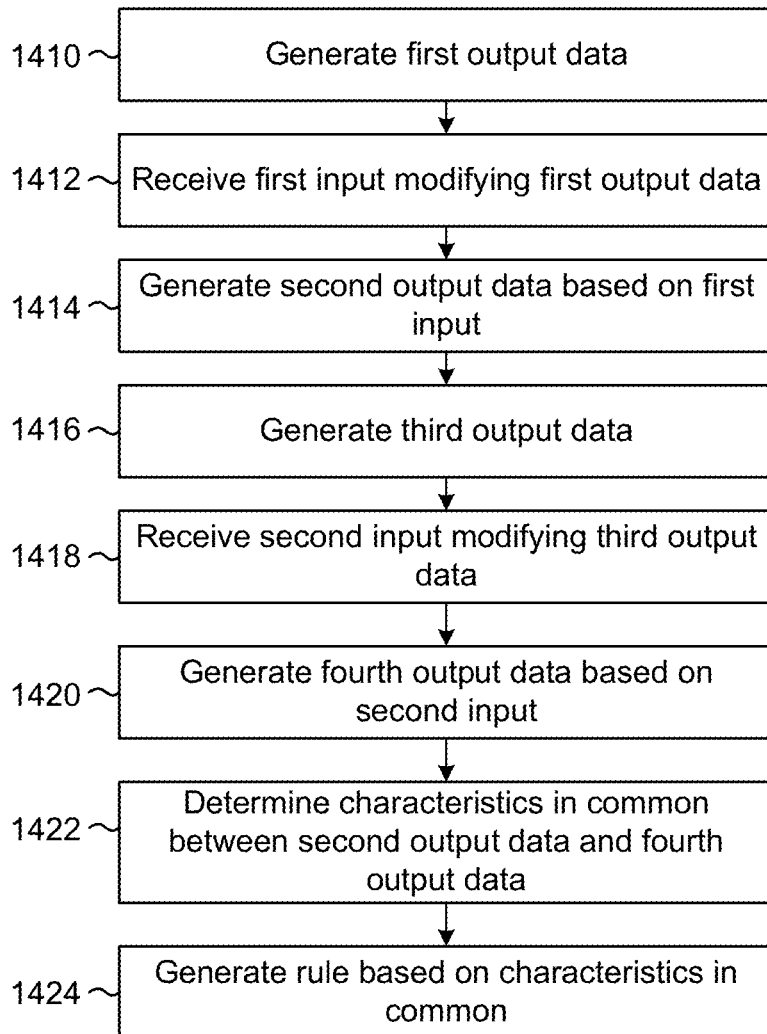 1410 Generate first output data
1412 Receive first input modifying first output data
1414 Generate second output data based on first
input
1416 Generate third output data
1418 Receive second input modifying third output
data
1420 Generate fourth output data based on
second input
1422 Determine characteristics in common
between second output data and fourth
output data
1424 Generate rule based on characteristics in
common